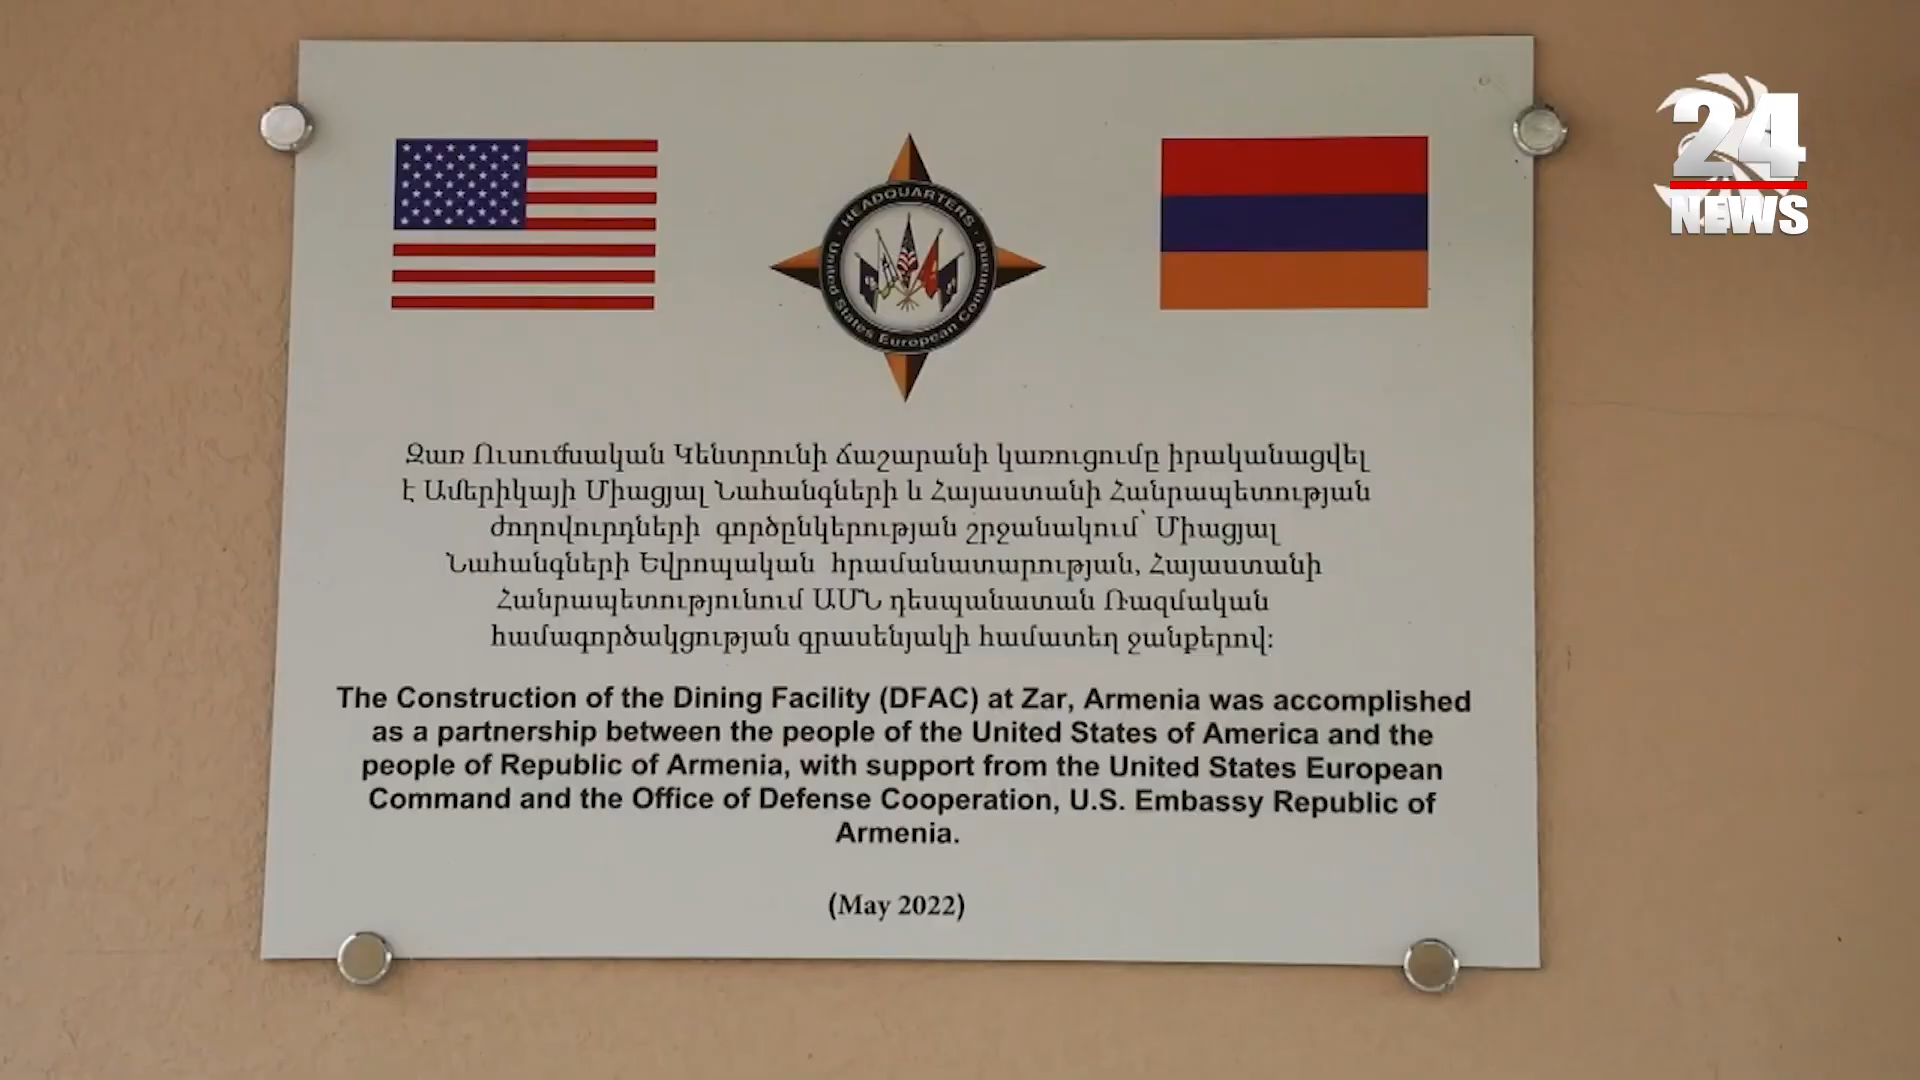 24
NEWS
HEADQUARTERS
United States European Command
Զառ Ուսումնական Կենտրոնի ճաշարանի կառուցումը իրականացվել
է Ամերիկայի Միացյալ Նահանգների և Հայաստանի Հանրապետության
ժողովուրդների գործընկերության շրջանակում՝ Միացյալ
Նահանգների Եվրոպական հրամանատարության, Հայաստանի
Հանրապետությունում ԱՄՆ դեսպանատան Ռազմական
համագործակցության գրասենյակի համատեղ ջանքերով:
The Construction of the Dining Facility (DFAC) at Zar, Armenia was accomplished
as a partnership between the people of the United States of America and the
people of Republic of Armenia, with support from the United States European
Command and the Office of Defense Cooperation, U.S. Embassy Republic of
Armenia.
(May 2022)